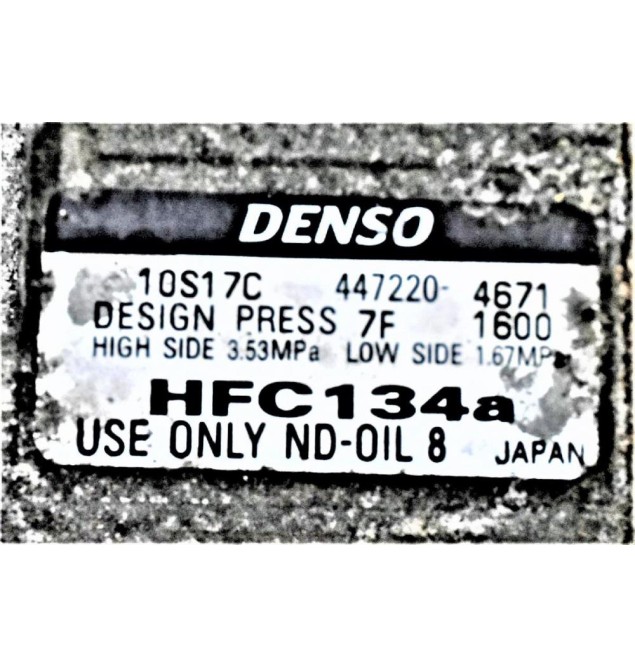 DENSO
10S17C 447220- 4671
DESIGN PRESS 7F 1600
HIGH SIDE 3.53MPa LOW SIDE 1.67MPa
HFC134a
USE ONLY ND-OIL 8 JAPAN